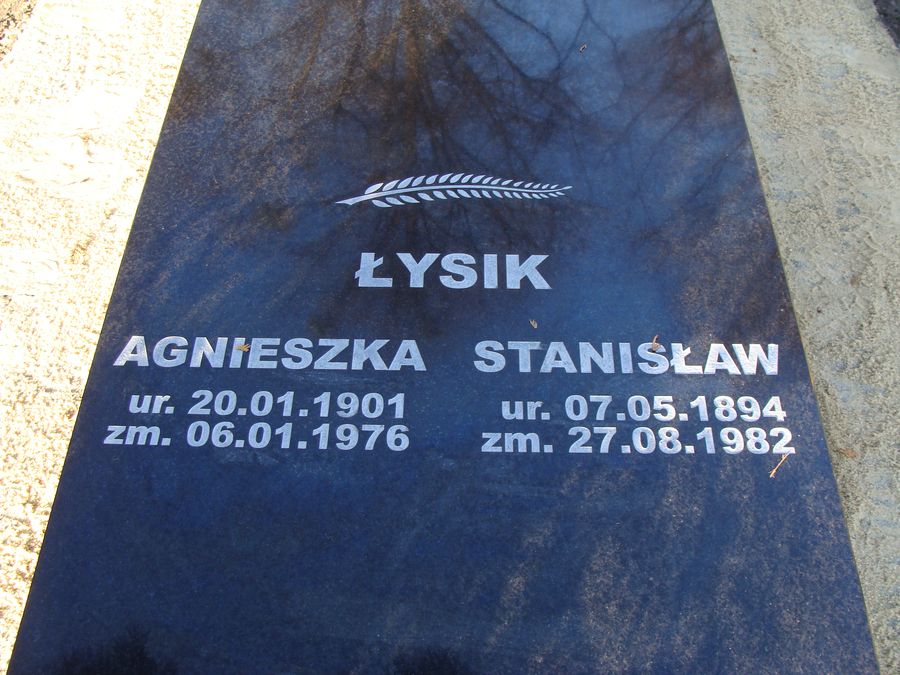 ŁYSIK
AGNIESZKA STANISŁAW
ur. 20.01.1901 ur. 07.05.1894
zm. 06.01.1976 zm. 27.08.1982